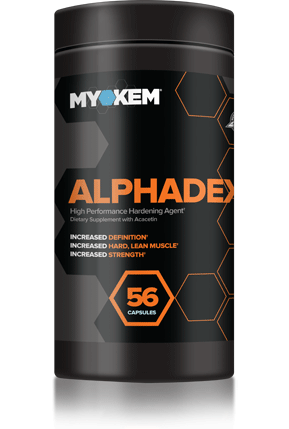 MYOKEM
ALPHADEX
High Performance Hardening Agent†
Dietary Supplement with Acacetin
INCREASED DEFINITION†
INCREASED HARD, LEAN MUSCLE†
INCREASED STRENGTH†
56
CAPSULES